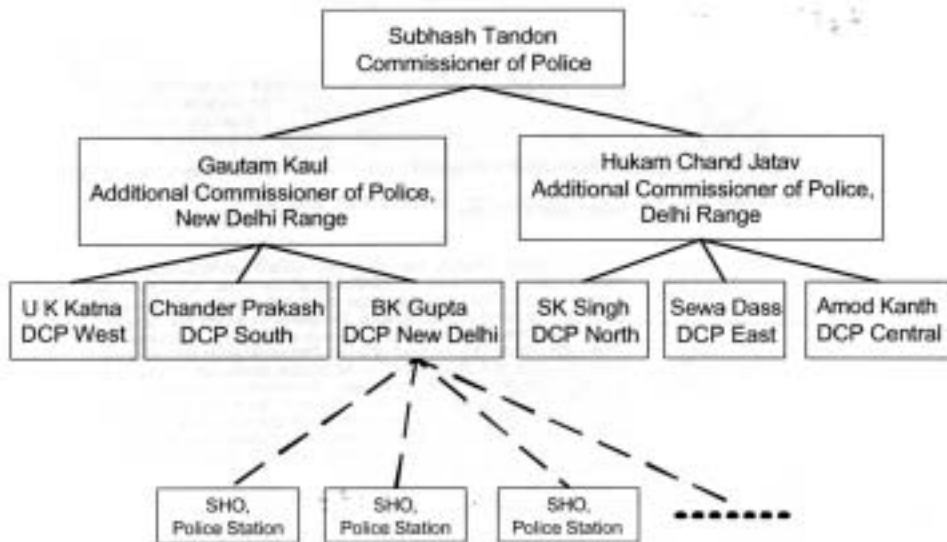 Subhash Tandon
Commissioner of Police
Gautam Kaul
Additional Commissioner of Police,
New Delhi Range
Hukam Chand Jatav
Additional Commissioner of Police,
Delhi Range
U K Katna
DCP West
Chander Prakash
DCP South
BK Gupta
DCP New Delhi
SK Singh
DCP North
Sewa Dass
DCP East
Amod Kanth
DCP Central
SHO,
Police Station
SHO,
Police Station
SHO,
Police Station